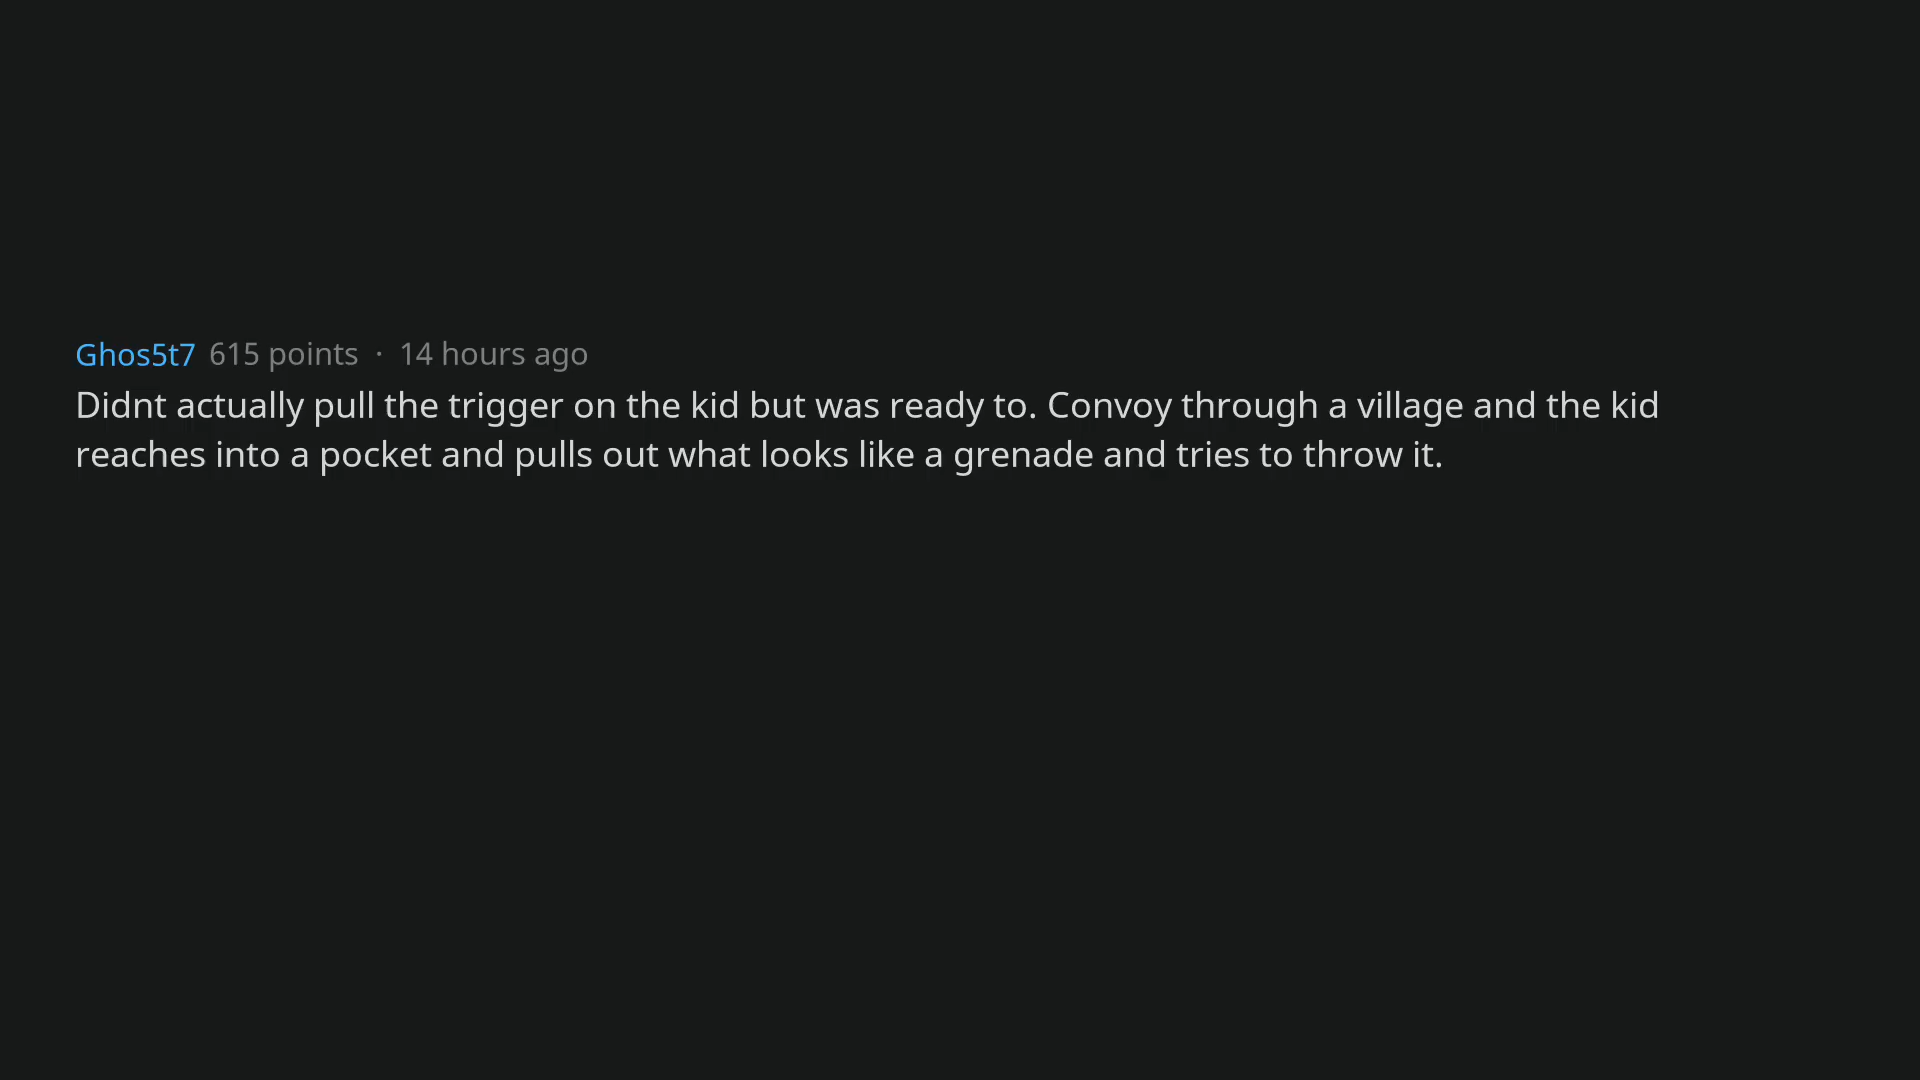 Ghos5t7 615 points · 14 hours ago
Didnt actually pull the trigger on the kid but was ready to. Convoy through a village and the kid
reaches into a pocket and pulls out what looks like a grenade and tries to throw it.